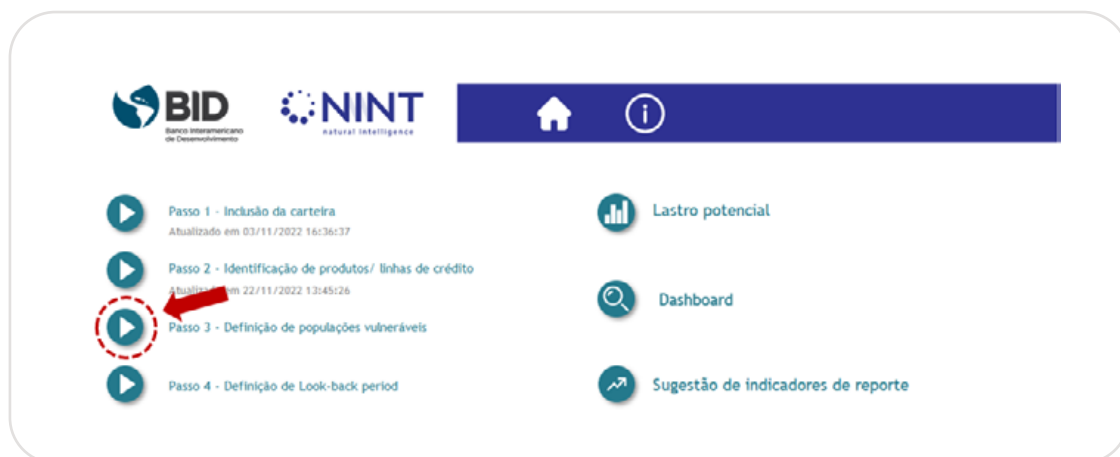 BID
Banco Interamericano
de Desenvolvimento
NINT
natural intelligence
Passo 1 - Inclusão da carteira
Atualizado em 03/11/2022 16:36:37
Passo 2 - Identificação de produtos/ linhas de crédito
Atualizado em 22/11/2022 13:45:26
Passo 3 - Definição de populações vulneráveis
Passo 4 - Definição de Look-back period
Lastro potencial
Dashboard
Sugestão de indicadores de reporte